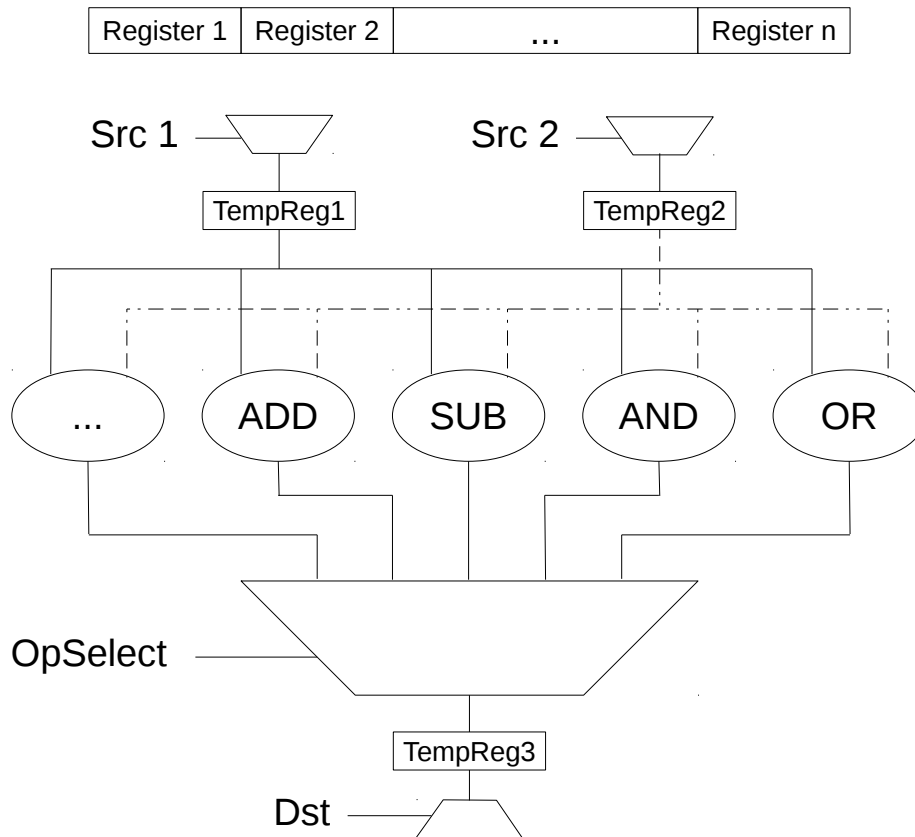 Register 1 Register 2 ... Register n
Src 1 Src 2
TempReg1 TempReg2
... ADD SUB AND OR
OpSelect
TempReg3
Dst